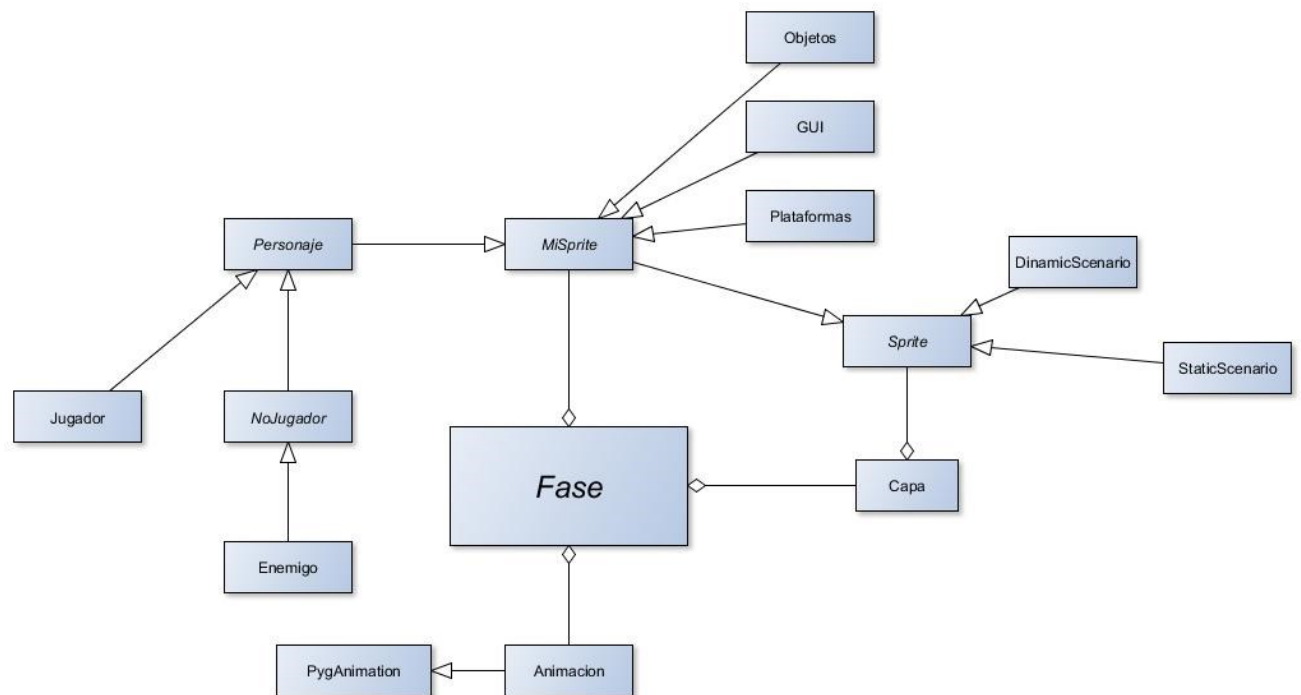 Objetos
GUI
Plataformas
Personaje
MiSprite
DinamicScenario
Sprite
StaticScenario
Jugador
NoJugador
Fase
Capa
Enemigo
PygAnimation
Animacion